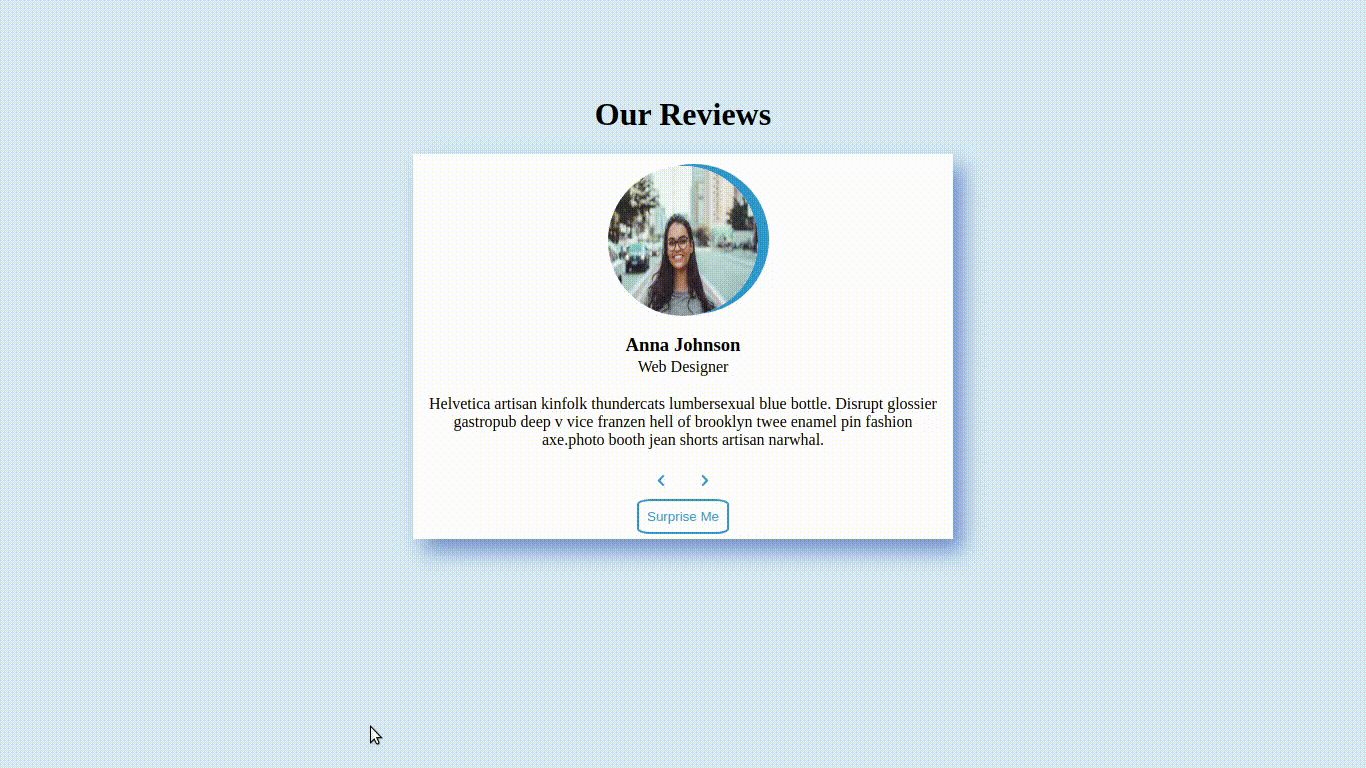 Our Reviews
Anna Johnson
Web Designer
Helvetica artisan kinfolk thundercats lumbersexual blue bottle. Disrupt glossier
gastropub deep v vice franzen hell of brooklyn twee enamel pin fashion
axe.photo booth jean shorts artisan narwhal.
Surprise Me